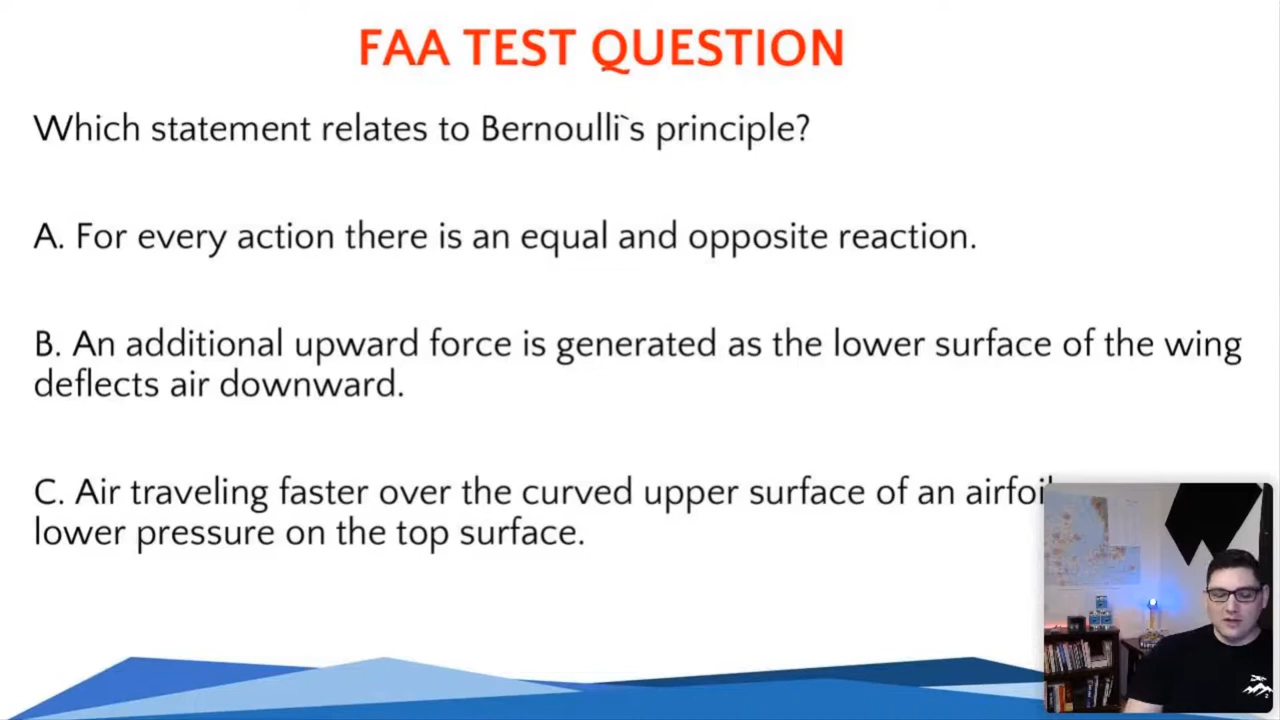 FAA TEST QUESTION
Which statement relates to Bernoulli`s principle?
A. For every action there is an equal and opposite reaction.
B. An additional upward force is generated as the lower surface of the wing
deflects air downward.
C. Air traveling faster over the curved upper surface of an
lower pressure on the top surface.